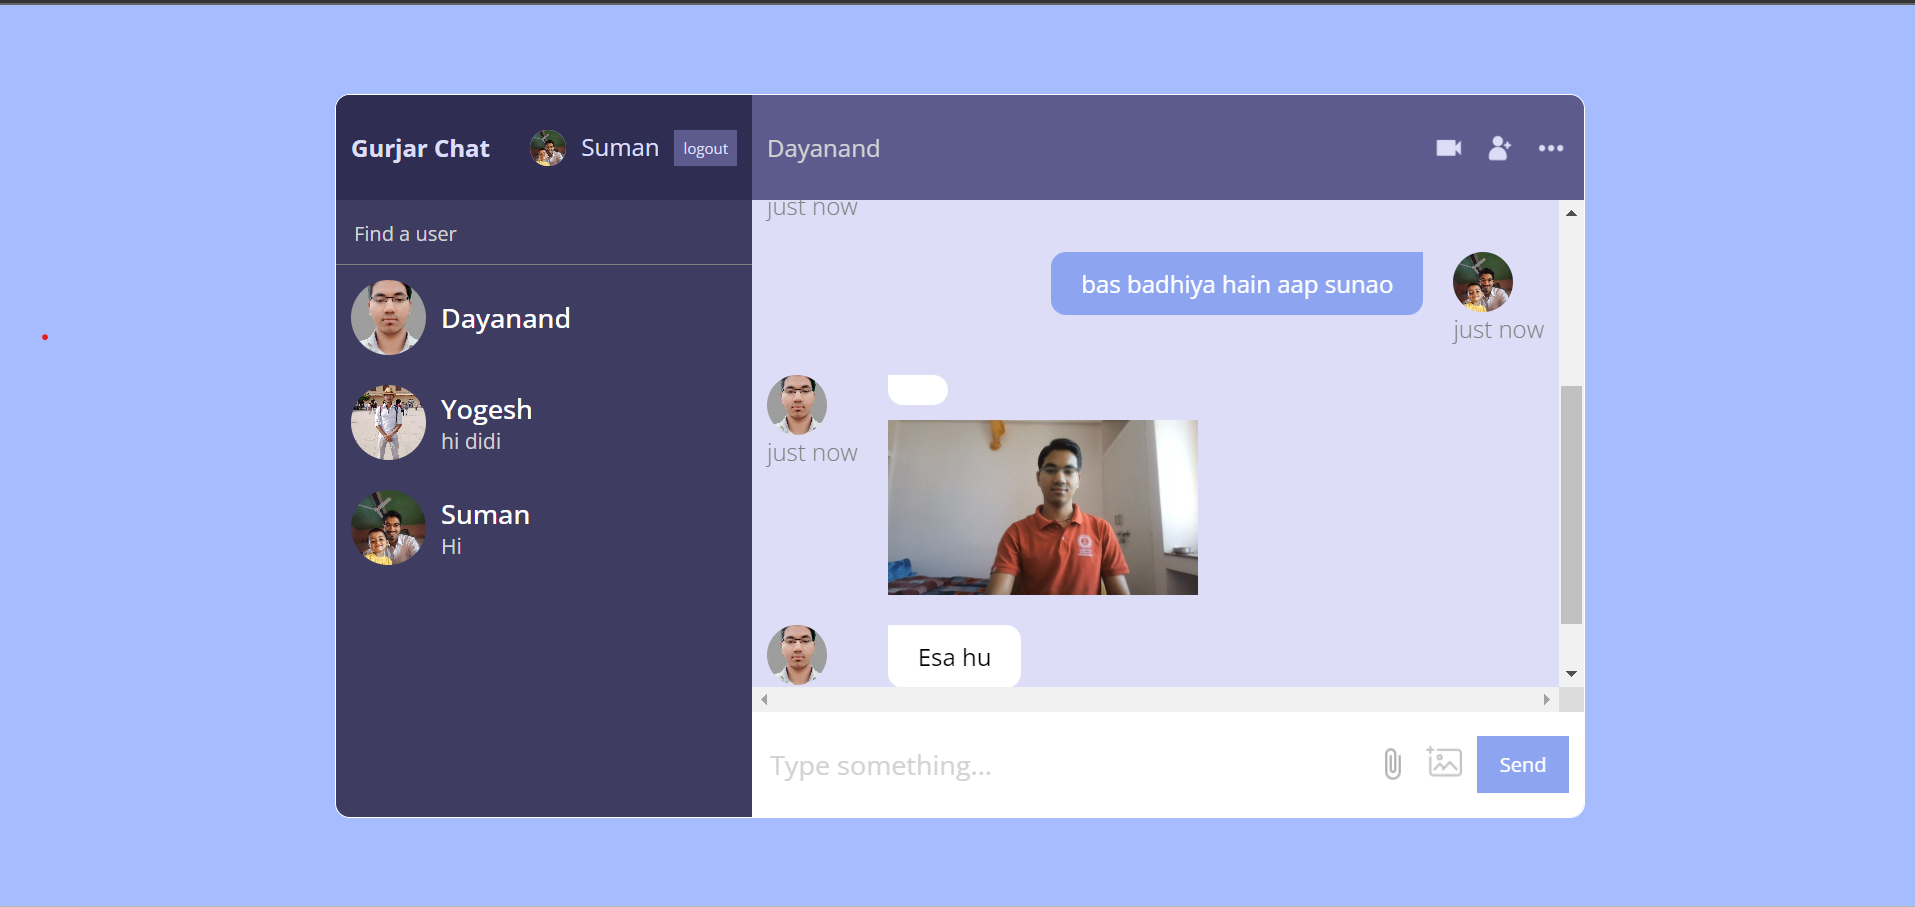 Gurjar Chat
Suman
logout
Find a user
Dayanand
Yogesh
hi didi
Suman
Hi
Dayanand
just now
bas badhiya hain aap sunao
just now
just now
Esa hu
Type something...
Send